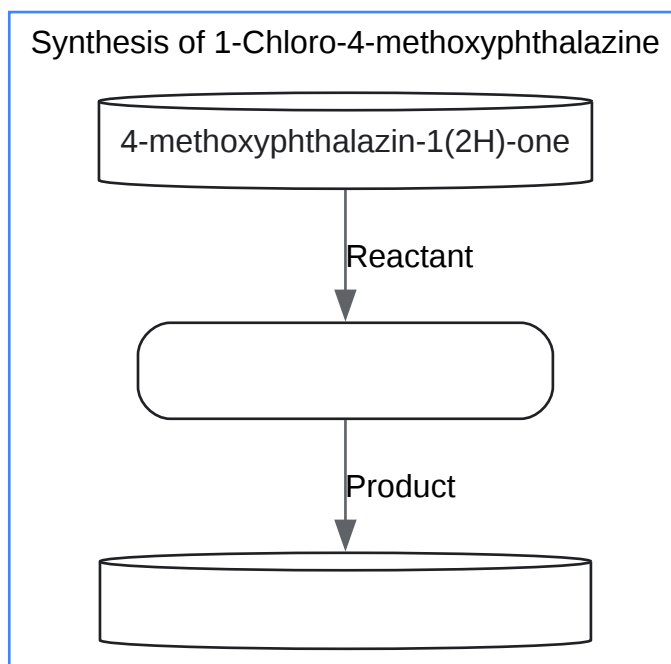 Synthesis of 1-Chloro-4-methoxyphthalazine
4-methoxyphthalazin-1(2H)-one
Reactant
Product